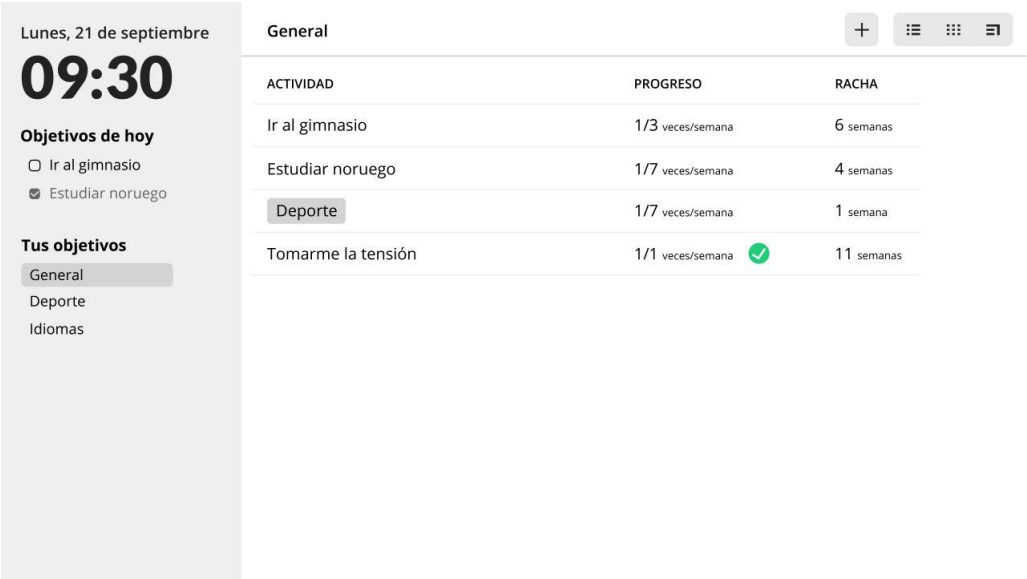 Lunes, 21 de septiembre
09:30
Objetivos de hoy
Ir al gimnasio
Estudiar noruego
Tus objetivos
General
Deporte
Idiomas
General
ACTIVIDAD PROGRESO RACHA
Ir al gimnasio 1/3 veces/semana 6 semanas
Estudiar noruego 1/7 veces/semana 4 semanas
Deporte 1/7 veces/semana 1 semana
Tomarme la tensión 1/1 veces/semana 11 semanas